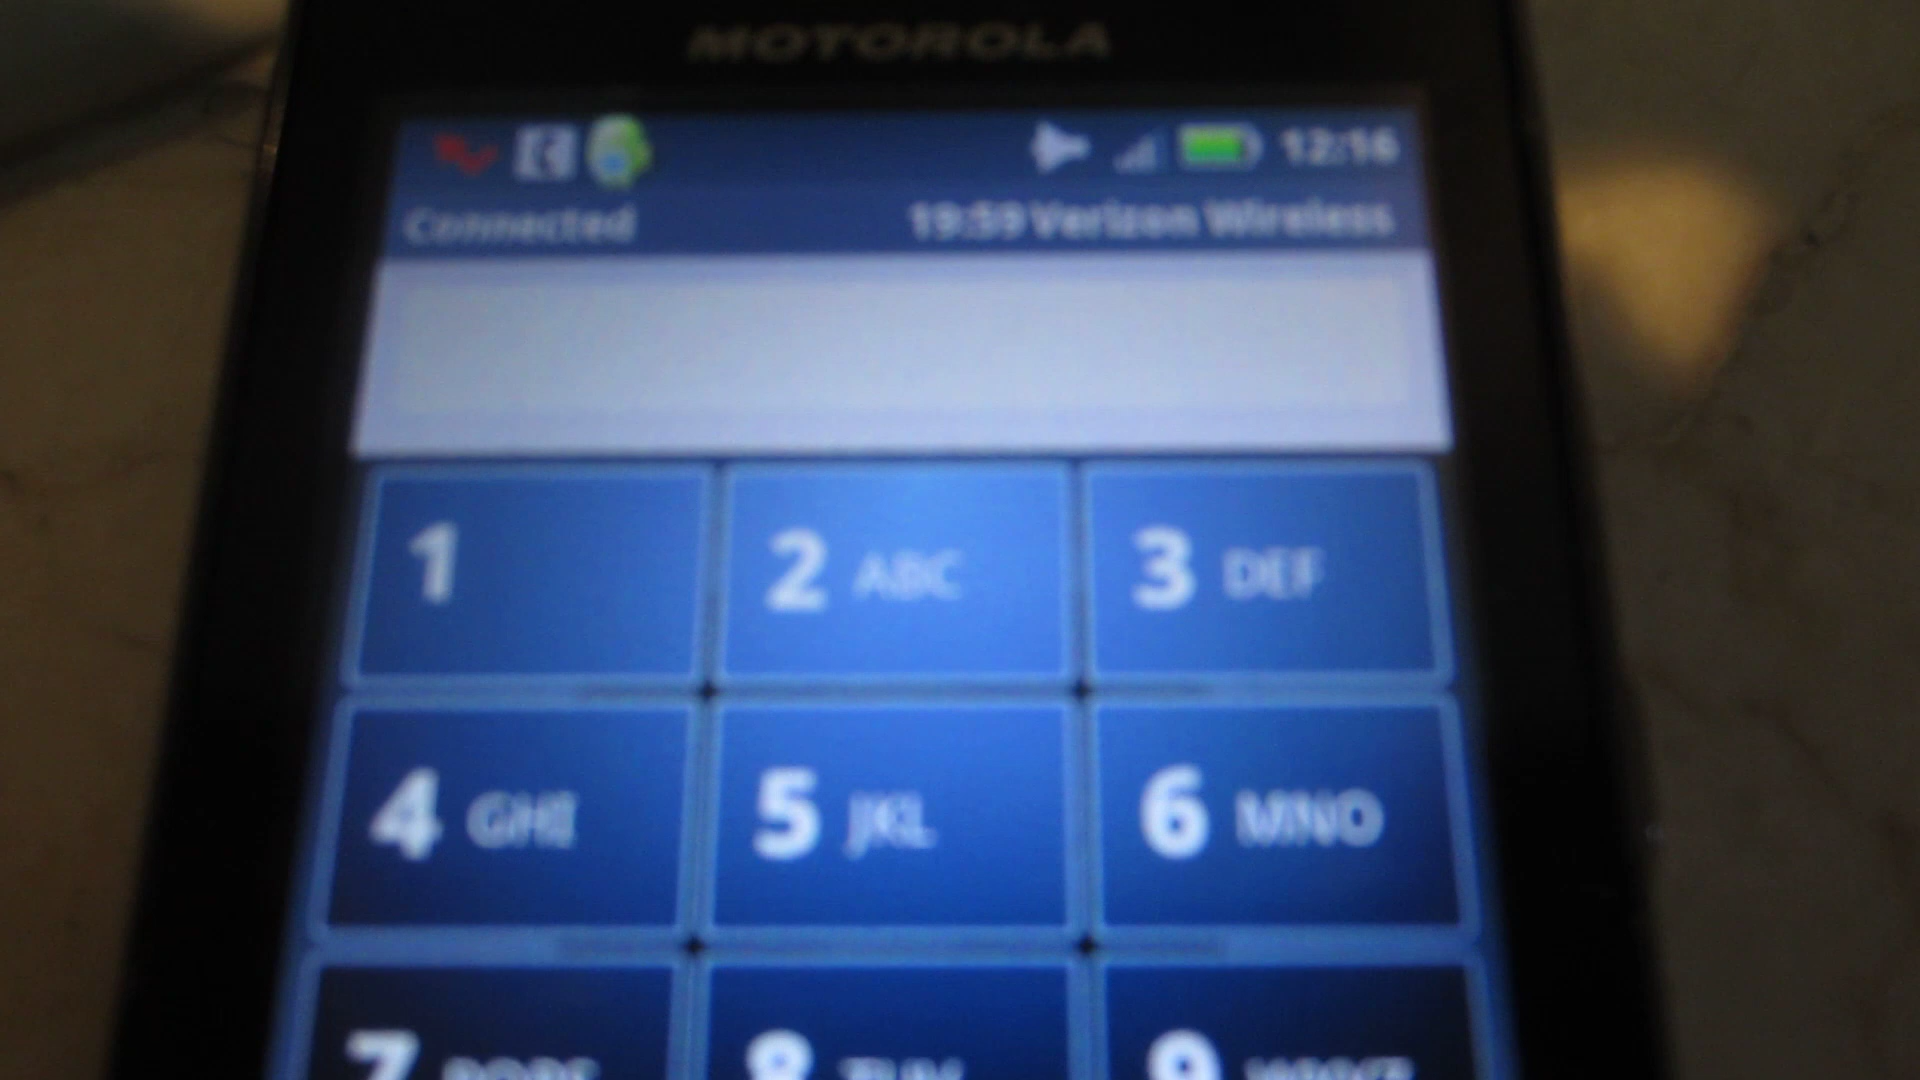 MOTOROLA
12:16
Connected 19:59 Verizon Wireless
1 2 ABC 3 DEF
4 GHI 5 JKL 6 MNO
7 8 TUV 9